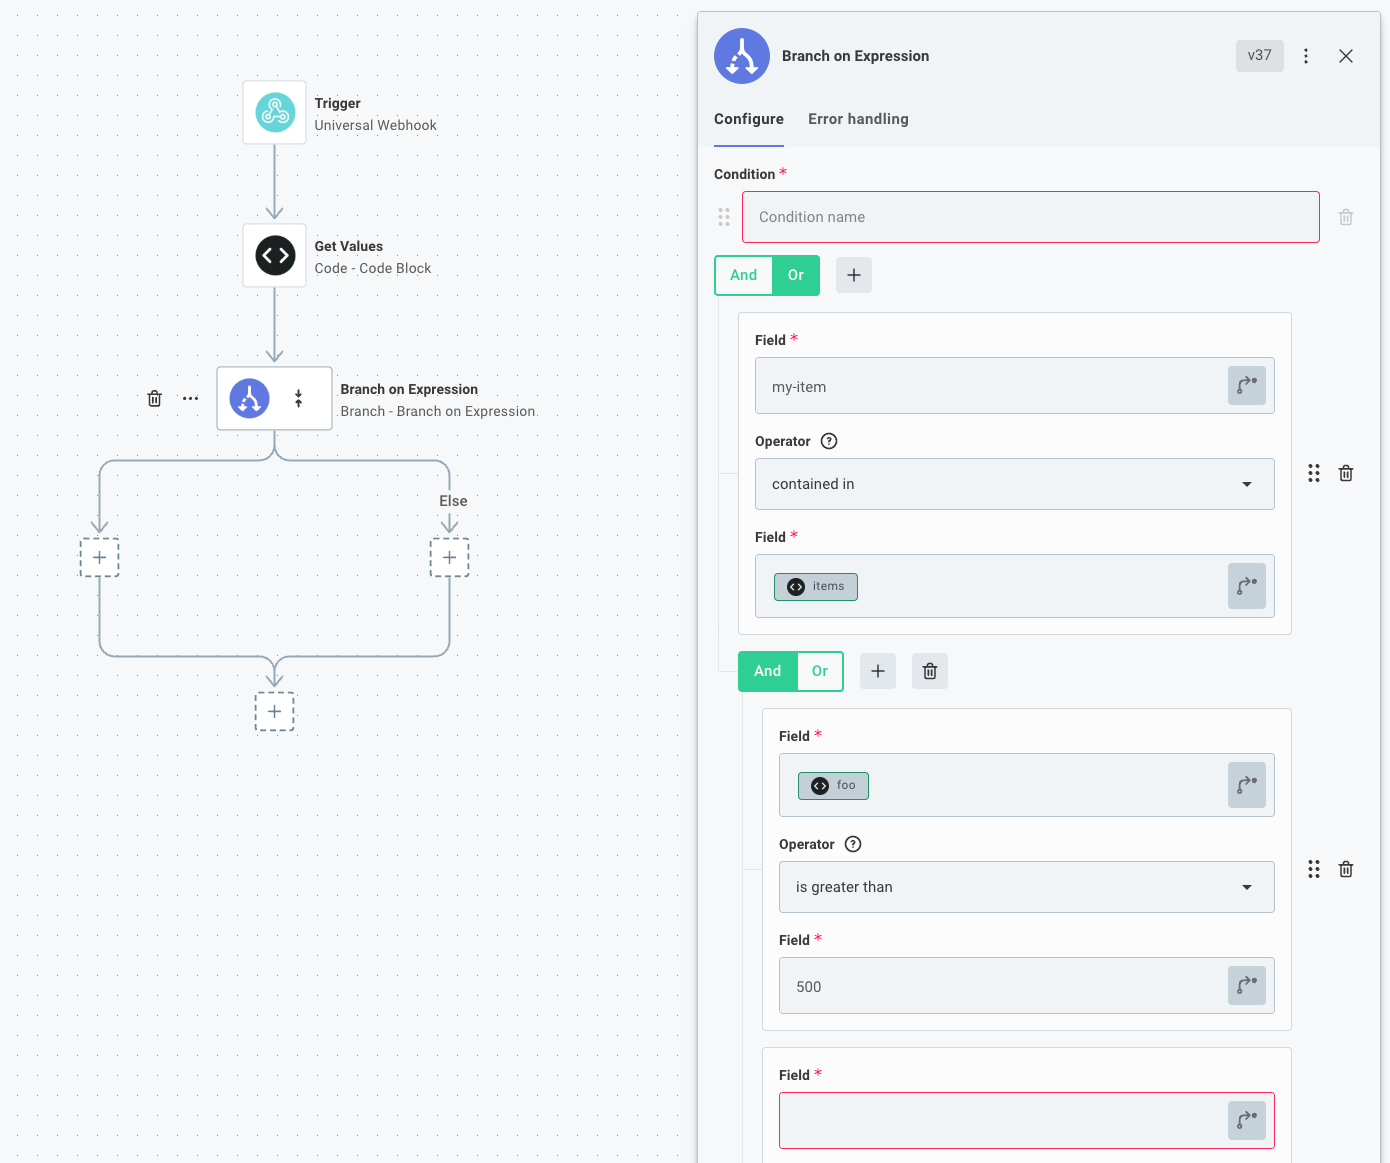 Trigger
Universal Webhook
Get Values
Code - Code Block
Branch on Expression
Branch - Branch on Expression
Else
Branch on Expression
v37
Configure
Error handling
Condition *
Condition name
And
Or
Field *
my-item
Operator ?
contained in
Field *
items
And
Or
Field *
foo
Operator ?
is greater than
Field *
500
Field *